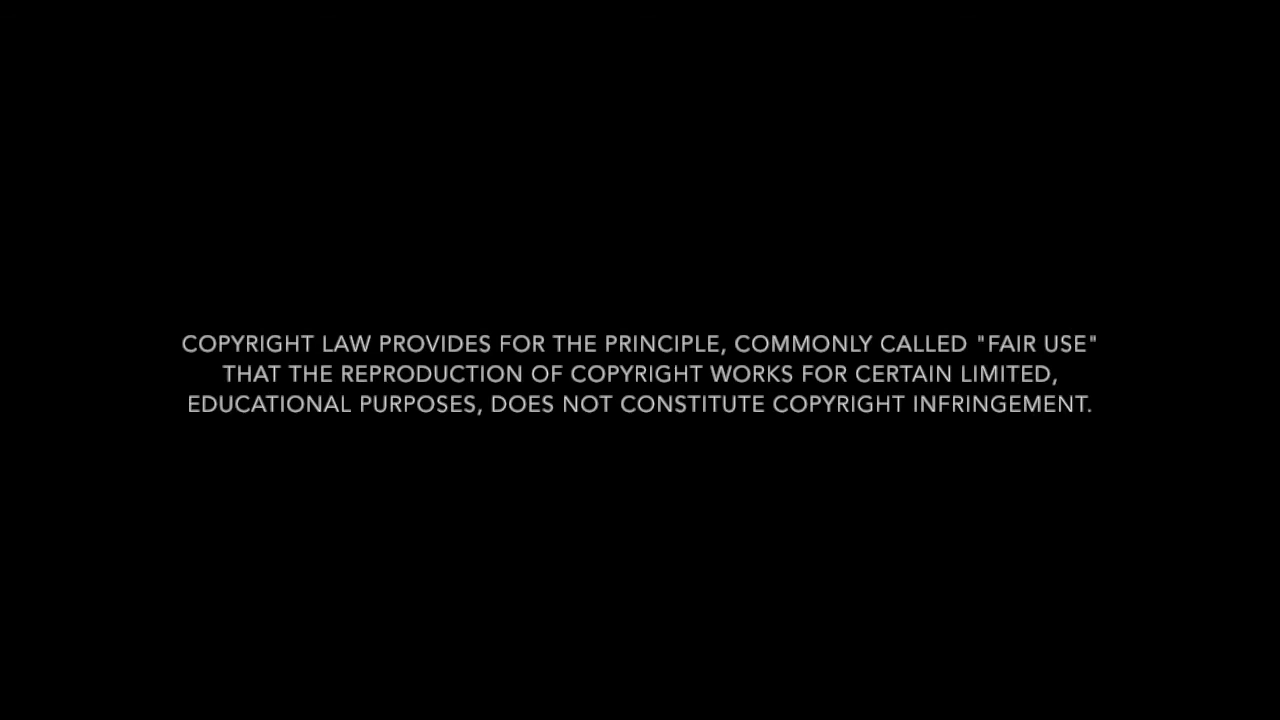 COPYRIGHT LAW PROVIDES FOR THE PRINCIPLE, COMMONLY CALLED "FAIR USE"
THAT THE REPRODUCTION OF COPYRIGHT WORKS FOR CERTAIN LIMITED,
EDUCATIONAL PURPOSES, DOES NOT CONSTITUTE COPYRIGHT INFRINGEMENT.